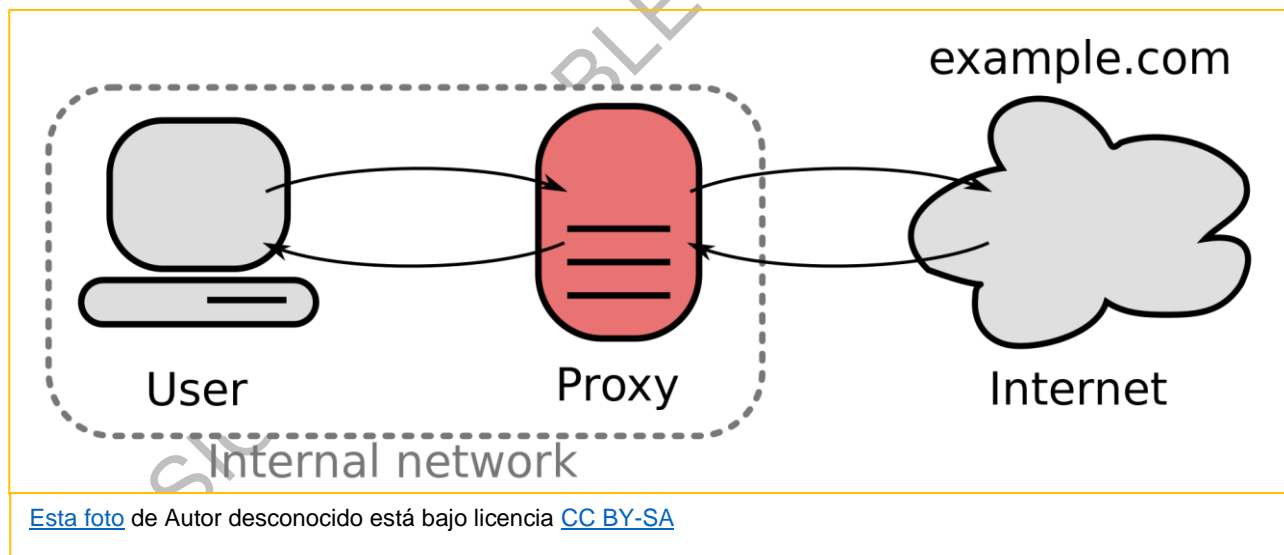 example.com
User
Proxy
Internet
Internal network
Esta foto de Autor desconocido está bajo licencia CC BY-SA